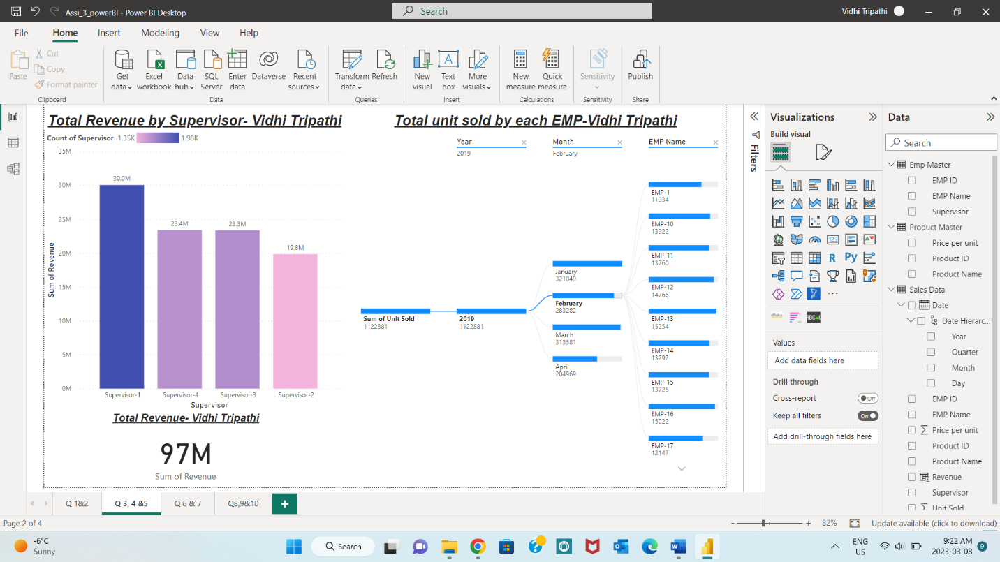 Assi_3_powerBI - Power BI Desktop
Search
Vidhi Tripathi
File Home Insert Modeling View Help
Paste
Cut
Copy
Format painter
Clipboard
Get data
Excel workbook
Data hub
SQL Server
Enter data
Dataverse
Recent sources
Data
Transform data
Refresh
Queries
New visual
Text box
More visuals
Insert
New measure
Quick measure
Calculations
Sensitivity
Sensitivity
Publish
Share
Total Revenue by Supervisor- Vidhi Tripathi
Count of Supervisor 1.35K 1.98K
Sum of Revenue
35M
30M
25M
20M
15M
10M
5M
0M
30.0M
23.4M
23.3M
19.8M
Supervisor-1 Supervisor-4 Supervisor-3 Supervisor-2
Supervisor
Total Revenue- Vidhi Tripathi
97M
Sum of Revenue
Total unit sold by each EMP-Vidhi Tripathi
Year
2019
Month
February
EMP Name
Sum of Unit Sold
1122881
2019
1122881
January
321049
February
283282
March
313581
April
204969
EMP-1
11934
EMP-10
13922
EMP-11
13760
EMP-12
14766
EMP-13
15254
EMP-14
13792
EMP-15
13725
EMP-16
15022
EMP-17
12147
Filters
Visualizations
Build visual
123
R
Py
Values
Add data fields here
Drill through
Cross-report
Off
Keep all filters
On
Add drill-through fields here
Data
Search
Emp Master
EMP ID
EMP Name
Supervisor
Product Master
Price per unit
Product ID
Product Name
Sales Data
Date
Date Hierarc...
Year
Quarter
Month
Day
EMP ID
EMP Name
Price per unit
Product ID
Product Name
Revenue
Supervisor
Unit Sold
Q 1&2
Q 3, 4 &5
Q 6 & 7
Q8,9&10
Page 2 of 4
- + 82%
Update available (click to download)
-6°C
Sunny
Search
ENG
US
9:22 AM
2023-03-08
9